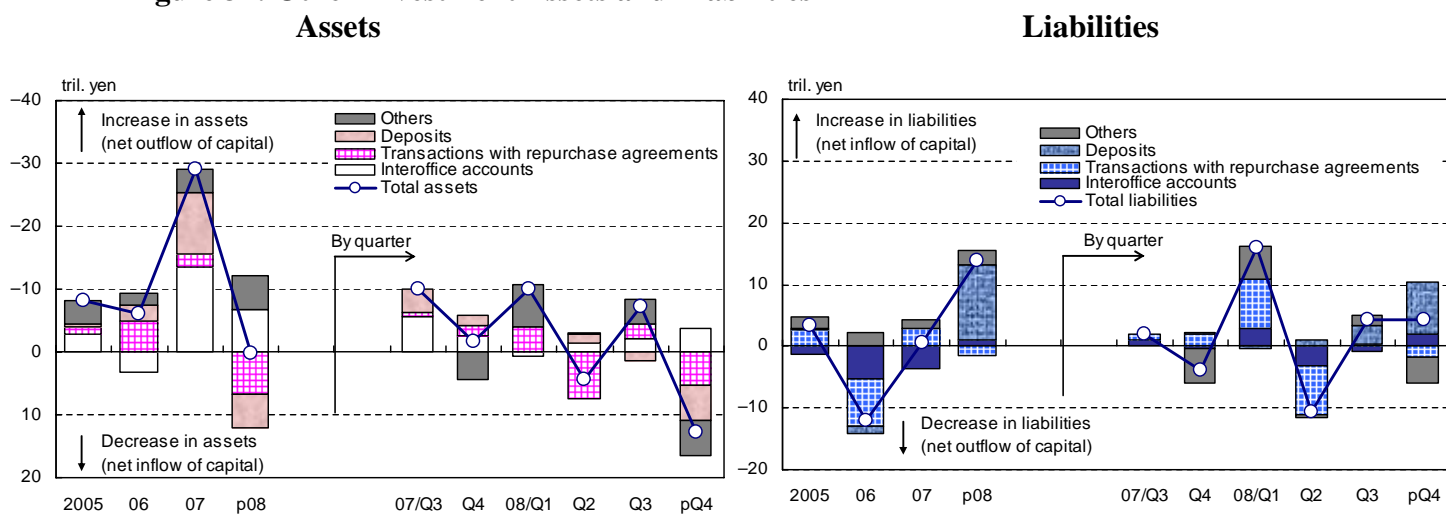 Assets
Liabilities
tril. yen
–40
–30
–20
–10
0
10
20
Increase in assets
(net outflow of capital)
Others
Deposits
Transactions with repurchase agreements
Interoffice accounts
Total assets
By quarter
Decrease in assets
(net inflow of capital)
2005 06 07 p08 07/Q3 Q4 08/Q1 Q2 Q3 pQ4
tril. yen
40
30
20
10
0
–10
–20
Increase in liabilities
(net inflow of capital)
Others
Deposits
Transactions with repurchase agreements
Interoffice accounts
Total liabilities
By quarter
Decrease in liabilities
(net outflow of capital)
2005 06 07 p08 07/Q3 Q4 08/Q1 Q2 Q3 pQ4